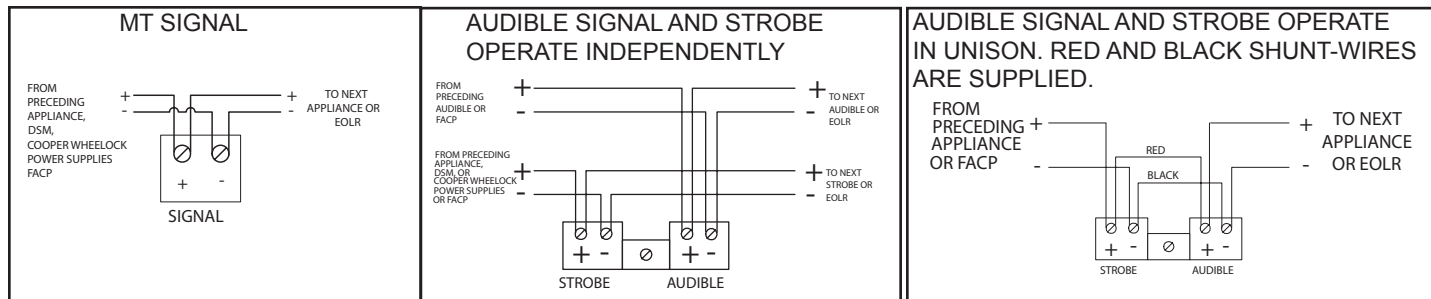 MT SIGNAL
FROM
PRECEDING
APPLIANCE,
DSM,
COOPER WHEELOCK
POWER SUPPLIES
FACP
+
-
+
-
TO NEXT
APPLIANCE OR
EOLR
+ -
SIGNAL
AUDIBLE SIGNAL AND STROBE
OPERATE INDEPENDENTLY
FROM
PRECEDING
AUDIBLE OR
FACP
+
-
+
-
TO NEXT
AUDIBLE OR
EOLR
FROM PRECEDING
APPLIANCE,
DSM, OR
COOPER WHEELOCK
POWER SUPPLIES
OR FACP
+
-
+
-
TO NEXT
STROBE OR
EOLR
+ - + -
STROBE AUDIBLE
AUDIBLE SIGNAL AND STROBE OPERATE
IN UNISON. RED AND BLACK SHUNT-WIRES
ARE SUPPLIED.
FROM
PRECEDING
APPLIANCE
OR FACP
+
-
RED
BLACK
+
-
TO NEXT
APPLIANCE
OR EOLR
+ - + -
STROBE AUDIBLE